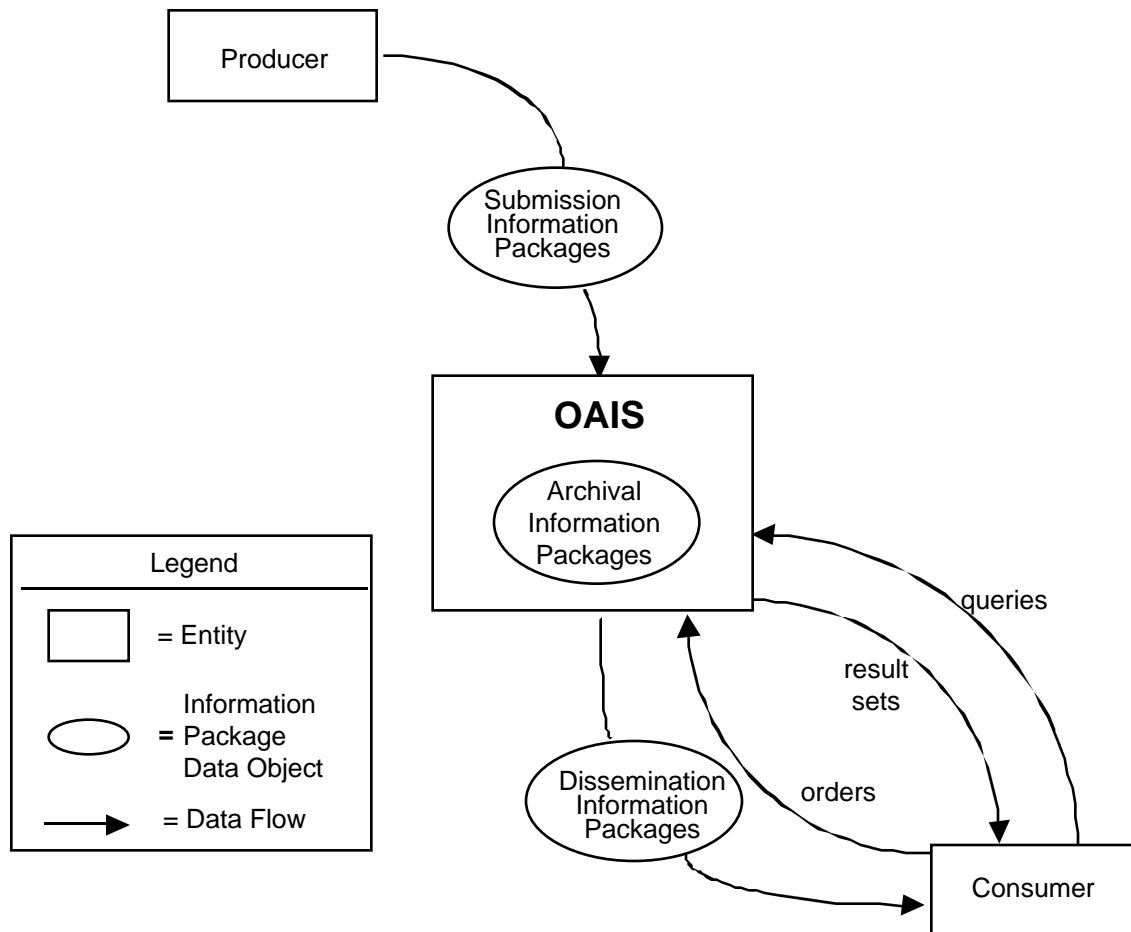 Producer
Submission
Information
Packages
OAIS
Archival
Information
Packages
queries
result
sets
orders
Dissemination
Information
Packages
Consumer
Legend
= Entity
Information
= Package
Data Object
= Data Flow